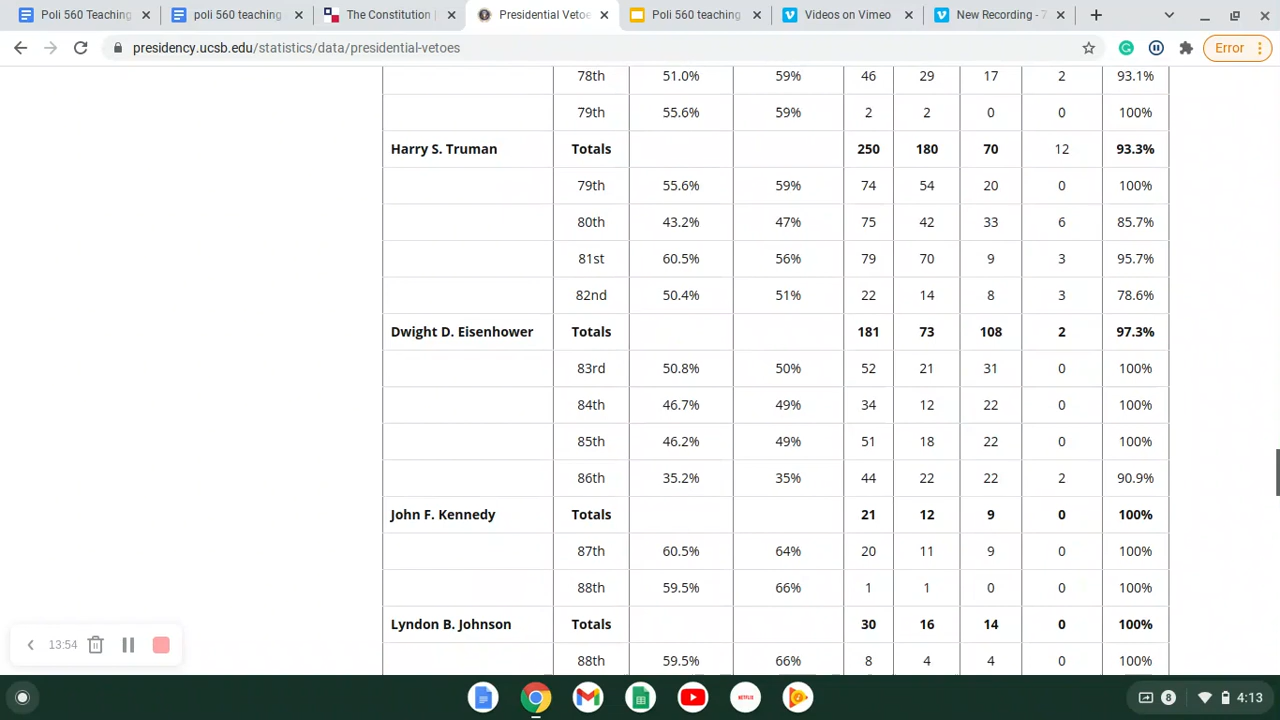 Poli 560 Teaching
poli 560 teaching
The Constitution |
Presidential Vetoe
Poli 560 teaching
Videos on Vimeo
New Recording - 7
presidency.ucsb.edu/statistics/data/presidential-vetoes
Error
78th 51.0% 59% 46 29 17 2 93.1%
79th 55.6% 59% 2 2 0 0 100%
Harry S. Truman Totals 250 180 70 12 93.3%
79th 55.6% 59% 74 54 20 0 100%
80th 43.2% 47% 75 42 33 6 85.7%
81st 60.5% 56% 79 70 9 3 95.7%
82nd 50.4% 51% 22 14 8 3 78.6%
Dwight D. Eisenhower Totals 181 73 108 2 97.3%
83rd 50.8% 50% 52 21 31 0 100%
84th 46.7% 49% 34 12 22 0 100%
85th 46.2% 49% 51 18 22 0 100%
86th 35.2% 35% 44 22 22 2 90.9%
John F. Kennedy Totals 21 12 9 0 100%
87th 60.5% 64% 20 11 9 0 100%
88th 59.5% 66% 1 1 0 0 100%
Lyndon B. Johnson Totals 30 16 14 0 100%
88th 59.5% 66% 8 4 4 0 100%
13:54
NETFLIX
8 4:13